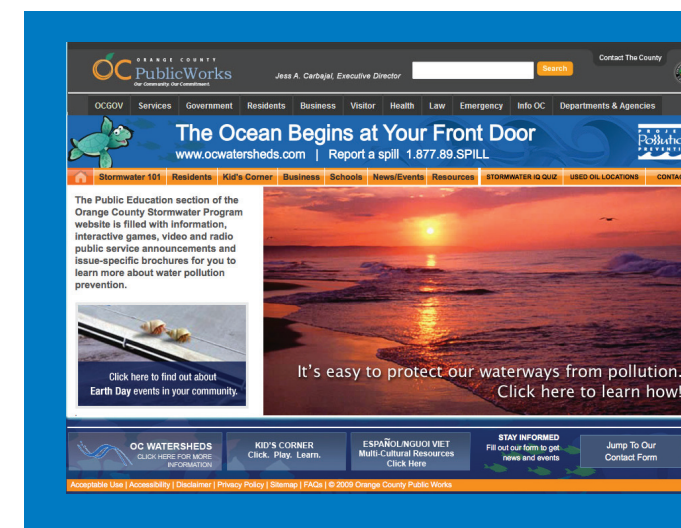 ORANGE COUNTY
OC PublicWorks
Our Community. Our Commitment.
Jess A. Carbajal, Executive Director
Search
Contact The County
OCGOV Services Government Residents Business Visitor Health Law Emergency Info OC Departments & Agencies
The Ocean Begins at Your Front Door
www.ocwatersheds.com | Report a spill 1.877.89.SPILL
Stormwater 101 Residents Kid's Corner Business Schools News/Events Resources STORMWATER IQ QUIZ USED OIL LOCATIONS
The Public Education section of the
Orange County Stormwater Program
website is filled with information,
interactive games, video and radio
public service announcements and
issue-specific brochures for you to
learn more about water pollution
prevention.
Click here to find out about
Earth Day events in your community.
It's easy to protect our waterways from pollution.
Click here to learn how!
OC WATERSHEDS
CLICK HERE FOR MORE
INFORMATION
KID'S CORNER
Click. Play. Learn.
ESPAÑOL/NGUOI VIET
Multi-Cultural Resources
Click Here
STAY INFORMED
Fill out our form to get
news and events
Jump To Our
Contact Form
Acceptable Use | Accessibility | Disclaimer | Privacy Policy | Sitemap | FAQs | © 2009 Orange County Public Works